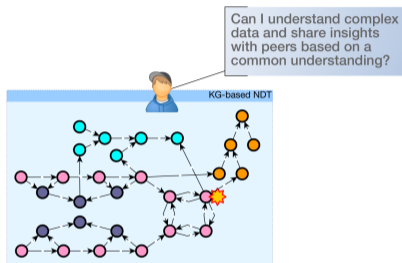 Can I understand complex
data and share insights
with peers based on a
common understanding?
KG-based NDT